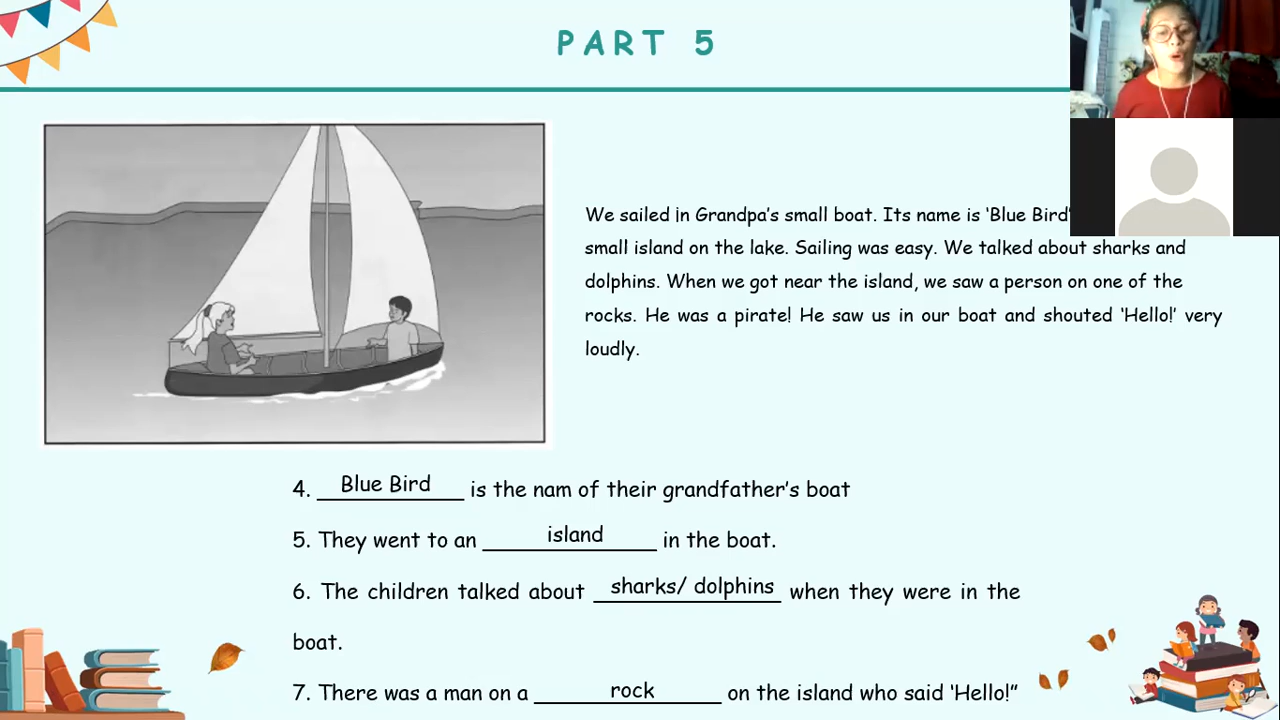 PART 5
We sailed in Grandpa's small boat. Its name is ‘Blue Bird’
small island on the lake. Sailing was easy. We talked about sharks and
dolphins. When we got near the island, we saw a person on one of the
rocks. He was a pirate! He saw us in our boat and shouted ‘Hello!’ very
loudly.
4. Blue Bird is the nam of their grandfather’s boat
5. They went to an island in the boat.
6. The children talked about sharks/ dolphins when they were in the
boat.
7. There was a man on a rock on the island who said ‘Hello!”